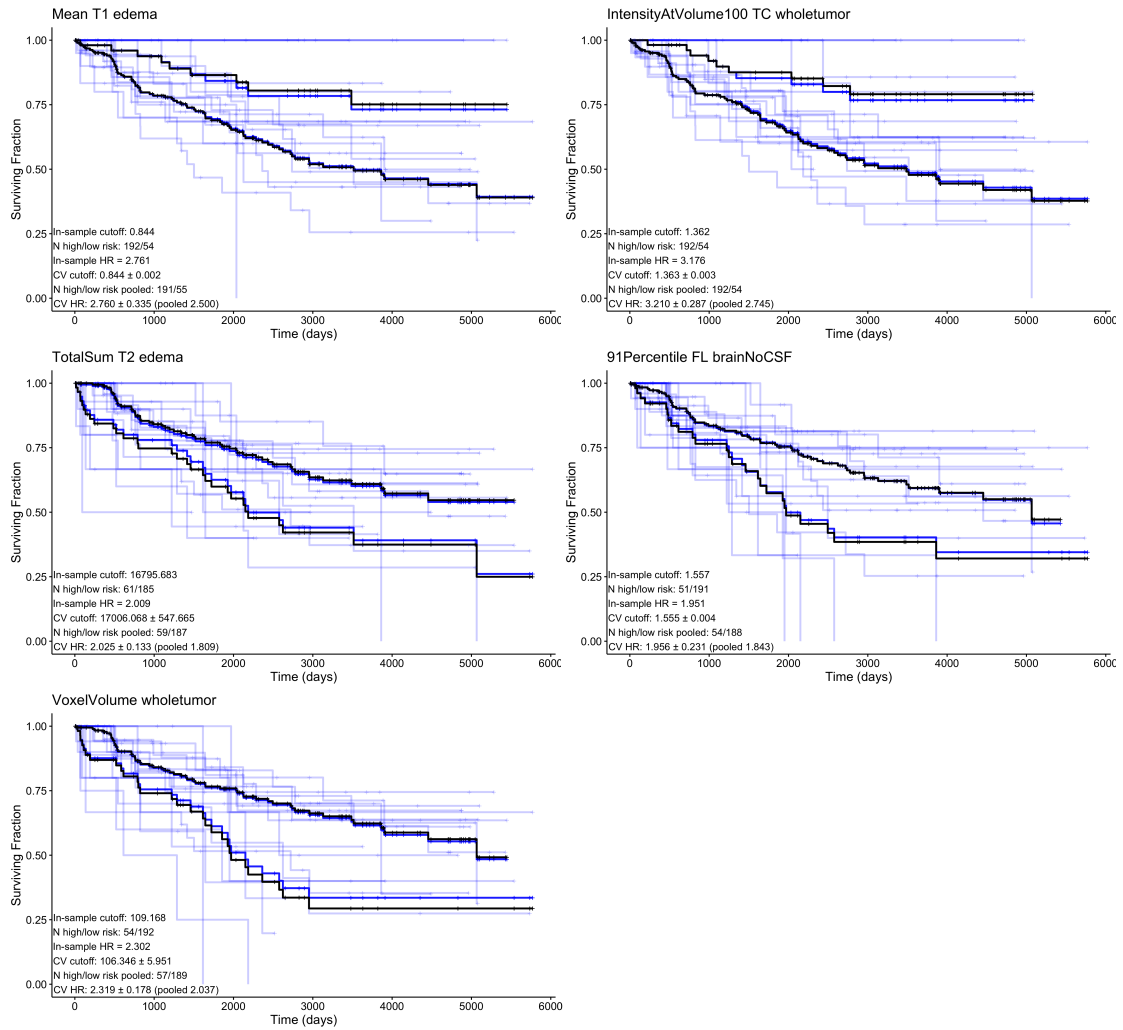 Mean T1 edema
1.00
0.75
0.50
0.25
0.00
Surviving Fraction
In-sample cutoff: 0.844
N high/low risk: 192/54
In-sample HR = 2.761
CV cutoff: 0.844 ± 0.002
N high/low risk pooled: 191/55
CV HR: 2.760 ± 0.335 (pooled 2.500)
0 1000 2000 3000 4000 5000 6000
Time (days)
IntensityAtVolume100 TC wholetumor
1.00
0.75
0.50
0.25
0.00
Surviving Fraction
In-sample cutoff: 1.362
N high/low risk: 192/54
In-sample HR = 3.176
CV cutoff: 1.363 ± 0.003
N high/low risk pooled: 192/54
CV HR: 3.210 ± 0.287 (pooled 2.745)
0 1000 2000 3000 4000 5000 6000
Time (days)
TotalSum T2 edema
1.00
0.75
0.50
0.25
0.00
Surviving Fraction
In-sample cutoff: 16795.683
N high/low risk: 61/185
In-sample HR = 2.009
CV cutoff: 17006.068 ± 547.665
N high/low risk pooled: 59/187
CV HR: 2.025 ± 0.133 (pooled 1.809)
0 1000 2000 3000 4000 5000 6000
Time (days)
91Percentile FL brainNoCSF
1.00
0.75
0.50
0.25
0.00
Surviving Fraction
In-sample cutoff: 1.557
N high/low risk: 51/191
In-sample HR = 1.951
CV cutoff: 1.555 ± 0.004
N high/low risk pooled: 54/188
CV HR: 1.956 ± 0.231 (pooled 1.843)
0 1000 2000 3000 4000 5000 6000
Time (days)
VoxelVolume wholetumor
1.00
0.75
0.50
0.25
0.00
Surviving Fraction
In-sample cutoff: 109.168
N high/low risk: 54/192
In-sample HR = 2.302
CV cutoff: 106.346 ± 5.951
N high/low risk pooled: 57/189
CV HR: 2.319 ± 0.178 (pooled 2.037)
0 1000 2000 3000 4000 5000 6000
Time (days)